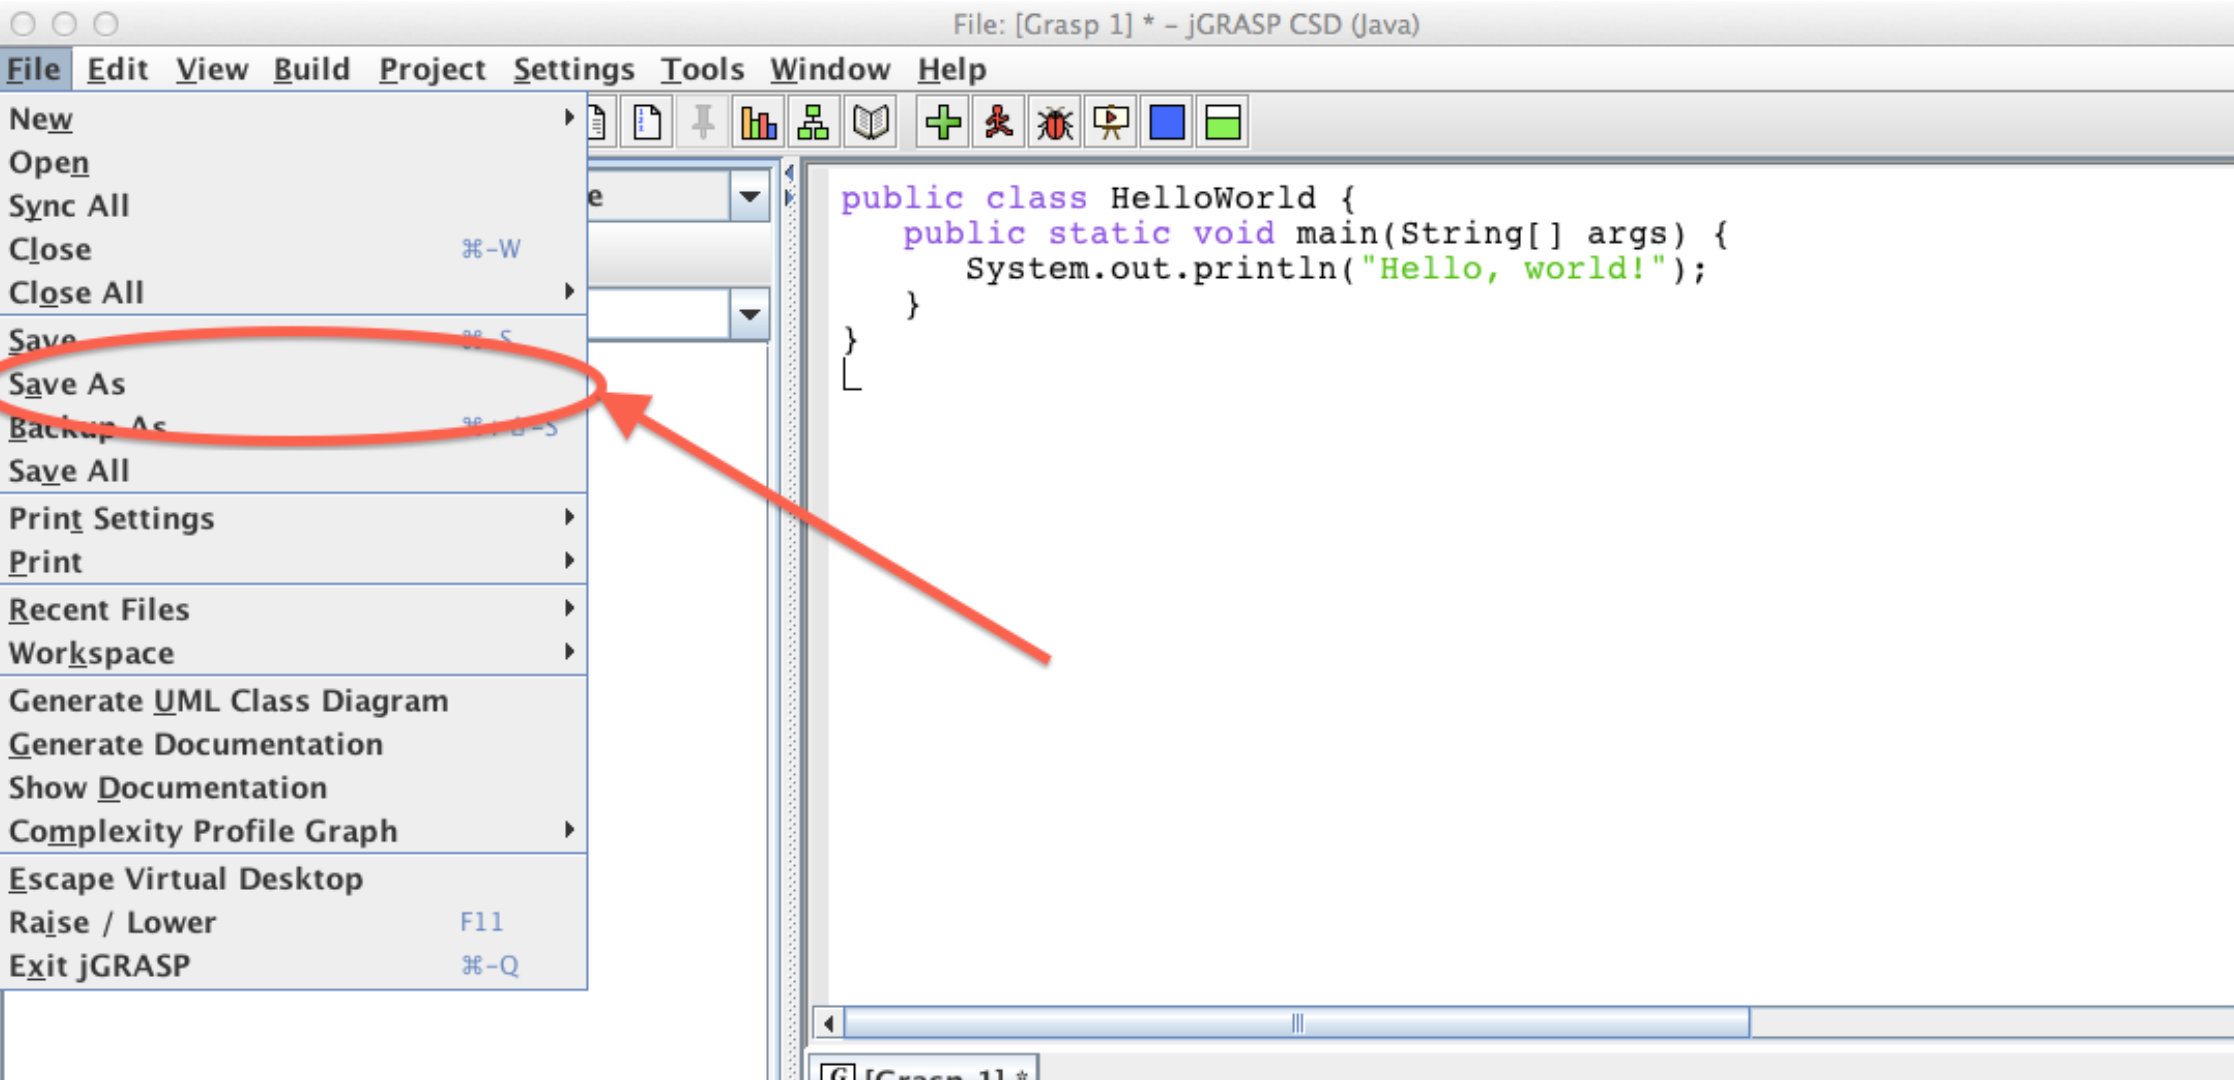 File: [Grasp 1] * – jGRASP CSD (Java)
File Edit View Build Project Settings Tools Window Help
New
Open
Sync All
Close ⌘-W
Close All
Save ⌘-S
Save As
Backup As
Save All
Print Settings
Print
Recent Files
Workspace
Generate UML Class Diagram
Generate Documentation
Show Documentation
Complexity Profile Graph
Escape Virtual Desktop
Raise / Lower F11
Exit jGRASP ⌘-Q
e
public class HelloWorld {
public static void main(String[] args) {
System.out.println("Hello, world!");
}
}
[Grasp 1] *